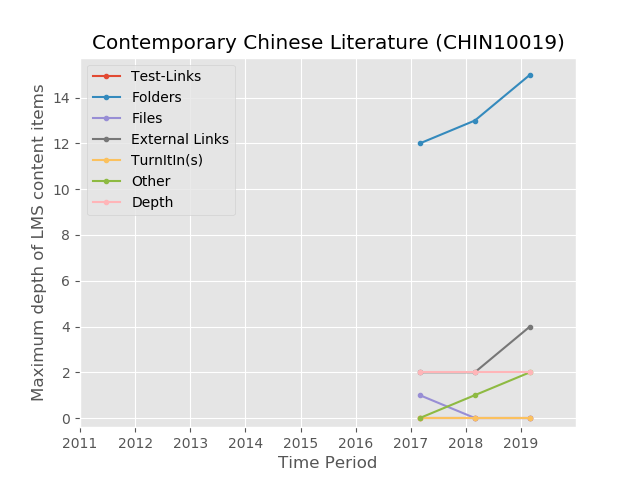 Contemporary Chinese Literature (CHIN10019)
Test-Links
Folders
Files
External Links
TurnItIn(s)
Other
Depth
Maximum depth of LMS content items
14
12
10
8
6
4
2
0
2011 2012 2013 2014 2015 2016 2017 2018 2019
Time Period